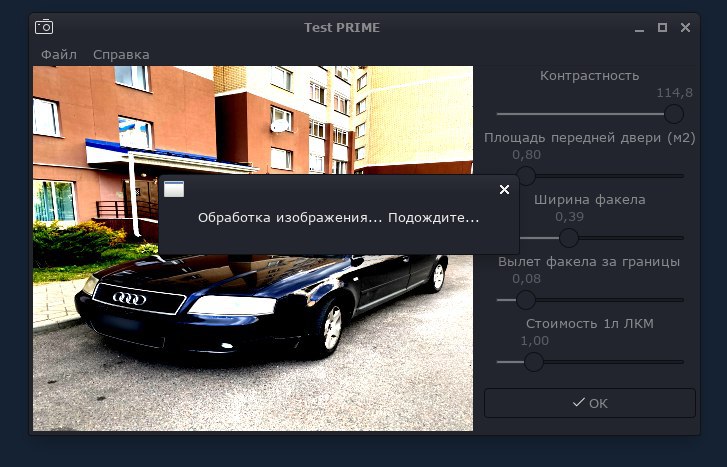 Test PRIME
Файл Справка
Контрастность
114,8
Площадь передней двери (м2)
0,80
Ширина факела
0,39
Обработка изображения... Подождите...
Вылет факела за границы
0,08
Стоимость 1л ЛКМ
1,00
OK